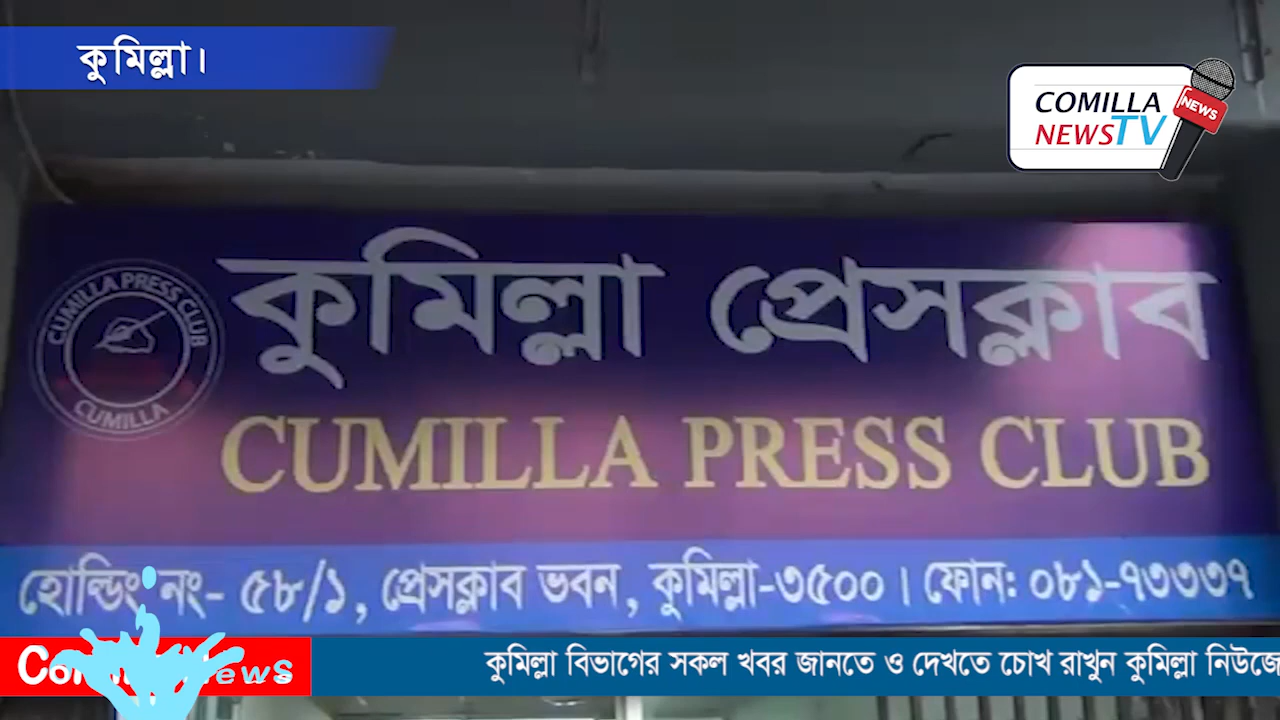 কুমিল্লা।
COMILLA
NEWSTV
NEWS
কুমিল্লা প্রেসক্লাব
CUMILLA PRESS CLUB
CUMILLA
CUMILLA PRESS CLUB
হোল্ডিং নং- ৫৮/১, প্রেসক্লাব ভবন, কুমিল্লা-৩৫০০। ফোন: ০৮১-৭৩৩৩৭
News
কুমিল্লা বিভাগের সকল খবর জানতে ও দেখতে চোখ রাখুন কুমিল্লা নিউজে